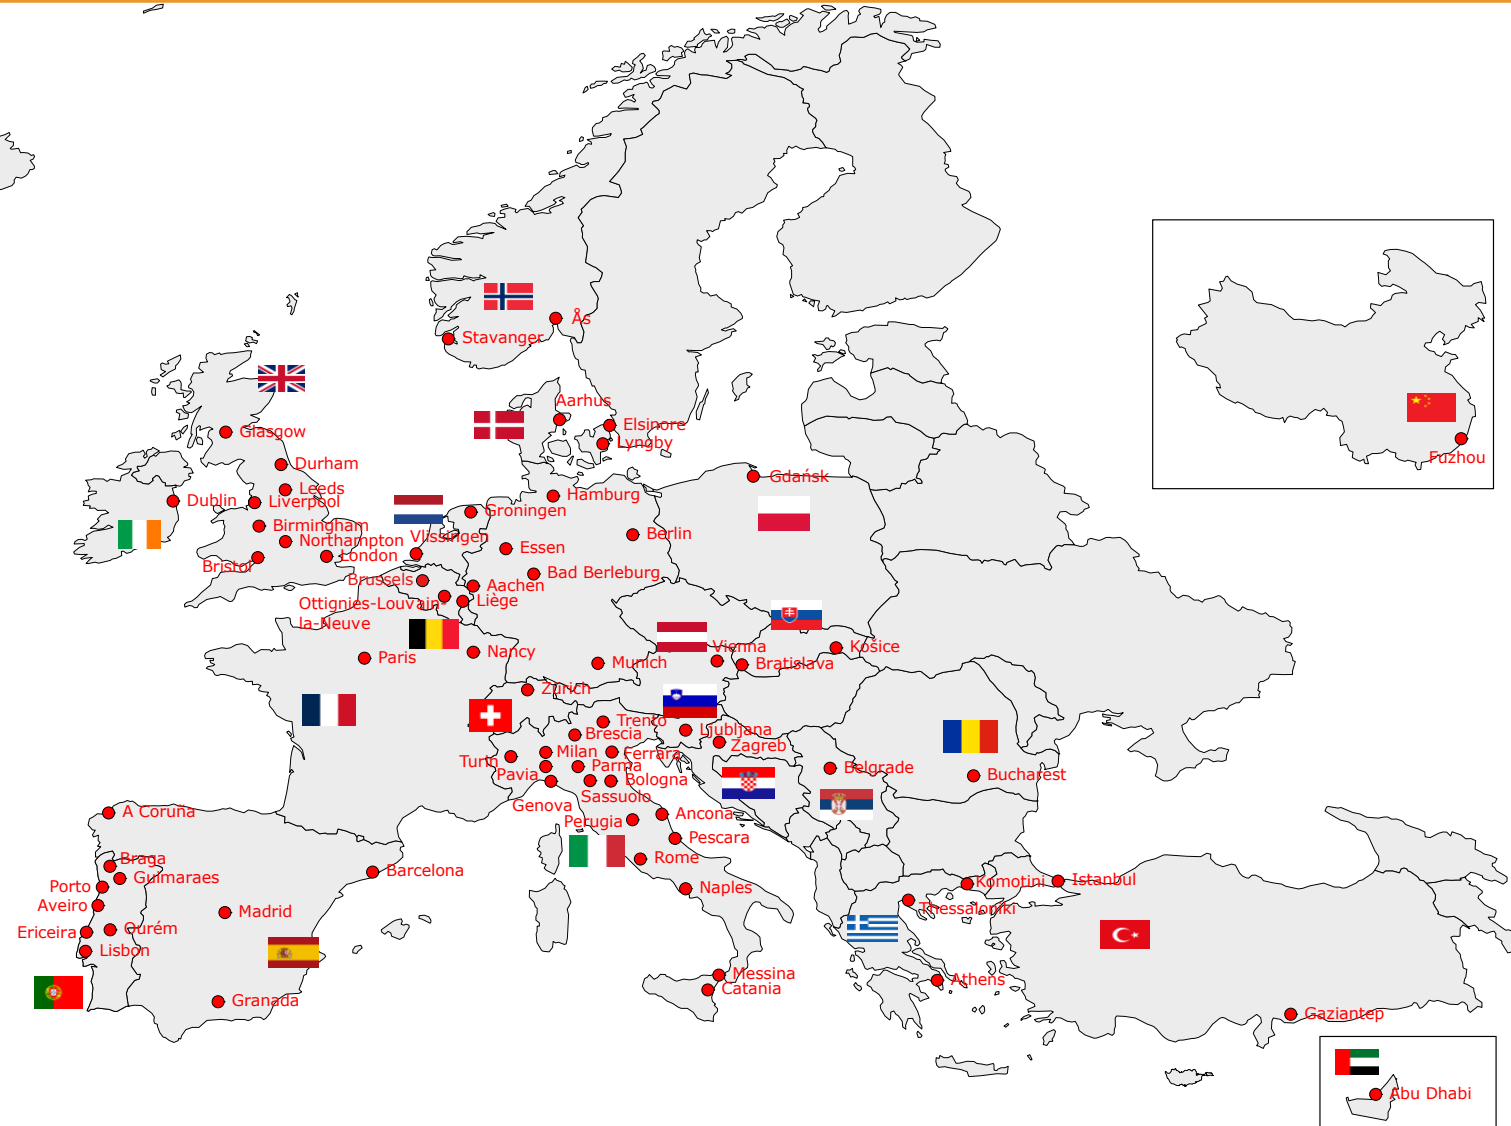 Ås
Stavanger
Aarhus
Elsinore
Lyngby
Glasgow
Durham
Leeds
Dublin
Liverpool
Birmingham
Northampton
London
Bristol
Gdańsk
Hamburg
Groningen
Vlissingen
Berlin
Essen
Bad Berleburg
Brussels
Aachen
Ottignies-Louvain-
la-Neuve
Liège
Paris
Nancy
Munich
Vienna
Bratislava
Košice
Zurich
Trento
Brescia
Ljubljana
Zagreb
Turin
Milan
Ferrara
Pavia
Parma
Bologna
Sassuolo
Genova
Perugia
Ancona
Pescara
Rome
Naples
Belgrade
Bucharest
A Coruña
Braga
Guimaraes
Porto
Aveiro
Ericeira
Ourém
Lisbon
Madrid
Barcelona
Granada
Messina
Catania
Komotini
Istanbul
Thessaloniki
Athens
Gaziantep
Fuzhou
Abu Dhabi